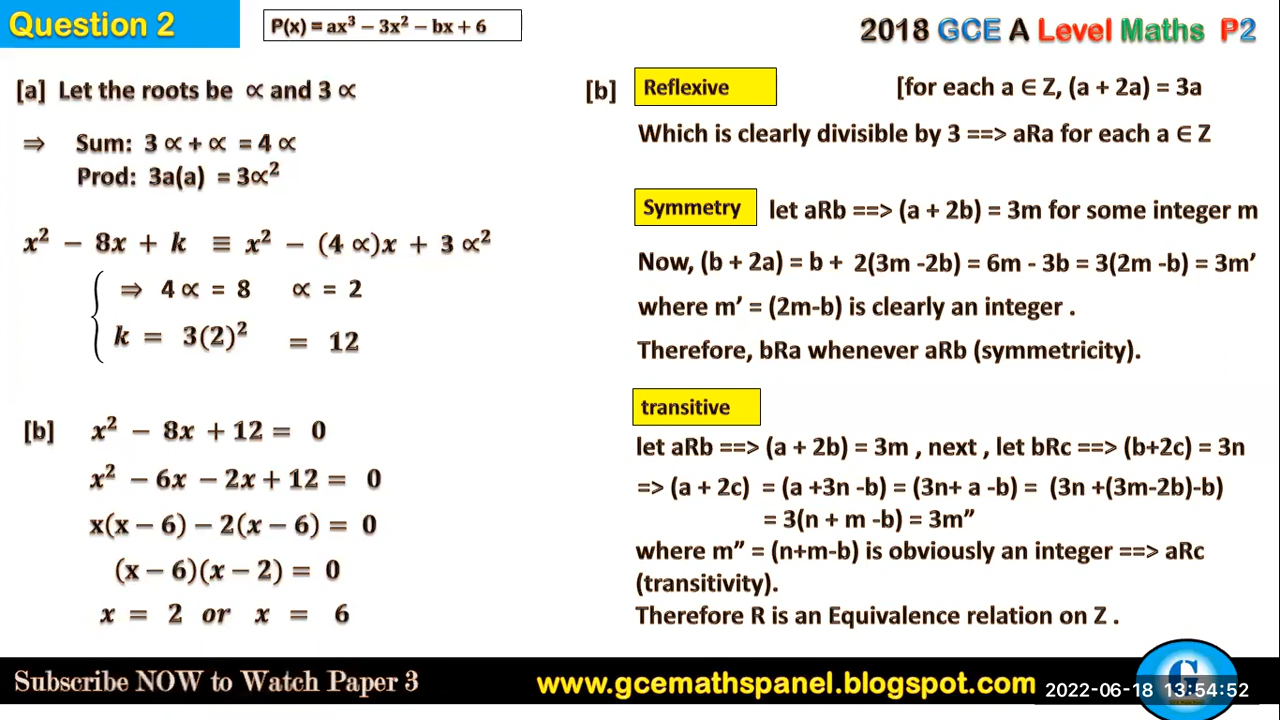 Question 2
P(x) = ax³ − 3x² − bx + 6
2018 GCE A Level Maths P2
[a] Let the roots be ∝ and 3 ∝
⇒ Sum: 3 ∝ + ∝ = 4 ∝
Prod: 3a(a) = 3∝²
x² − 8x + k ≡ x² − (4 ∝)x + 3 ∝²
⇒ 4 ∝ = 8 ∝ = 2
k = 3(2)² = 12
[b] x² − 8x + 12 = 0
x² − 6x − 2x + 12 = 0
x(x − 6) − 2(x − 6) = 0
(x − 6)(x − 2) = 0
x = 2 or x = 6
[b] Reflexive [for each a ∈ Z, (a + 2a) = 3a
Which is clearly divisible by 3 ==> aRa for each a ∈ Z
Symmetry let aRb ==> (a + 2b) = 3m for some integer m
Now, (b + 2a) = b + 2(3m -2b) = 6m - 3b = 3(2m -b) = 3m’
where m’ = (2m-b) is clearly an integer .
Therefore, bRa whenever aRb (symmetricity).
transitive
let aRb ==> (a + 2b) = 3m , next , let bRc ==> (b+2c) = 3n
=> (a + 2c) = (a +3n -b) = (3n+ a -b) = (3n +(3m-2b)-b)
= 3(n + m -b) = 3m”
where m” = (n+m-b) is obviously an integer ==> aRc
(transitivity).
Therefore R is an Equivalence relation on Z .
Subscribe NOW to Watch Paper 3
www.gcemathspanel.blogspot.com
G
2022-06-18 13:54:52